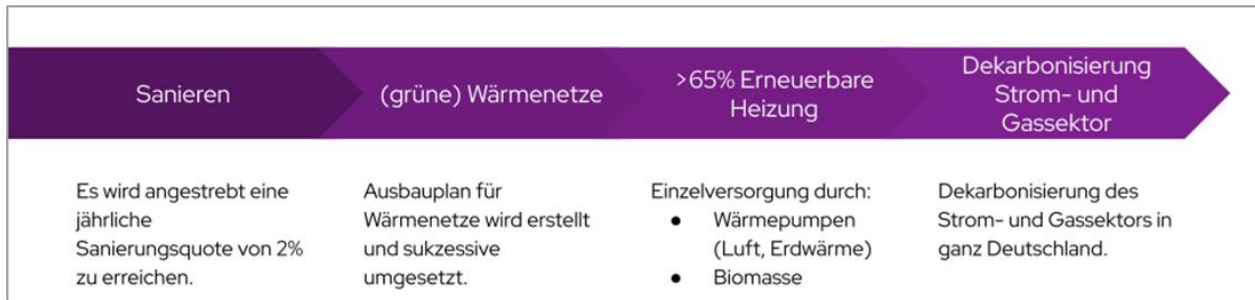 Sanieren
(grüne) Wärmenetze
>65% Erneuerbare
Heizung
Dekarbonisierung
Strom- und
Gassektor
Es wird angestrebt eine
jährliche
Sanierungsquote von 2%
zu erreichen.
Ausbauplan für
Wärmenetze wird erstellt
und sukzessive
umgesetzt.
Einzelversorgung durch:
● Wärmepumpen
(Luft, Erdwärme)
● Biomasse
Dekarbonisierung des
Strom- und Gassektors in
ganz Deutschland.